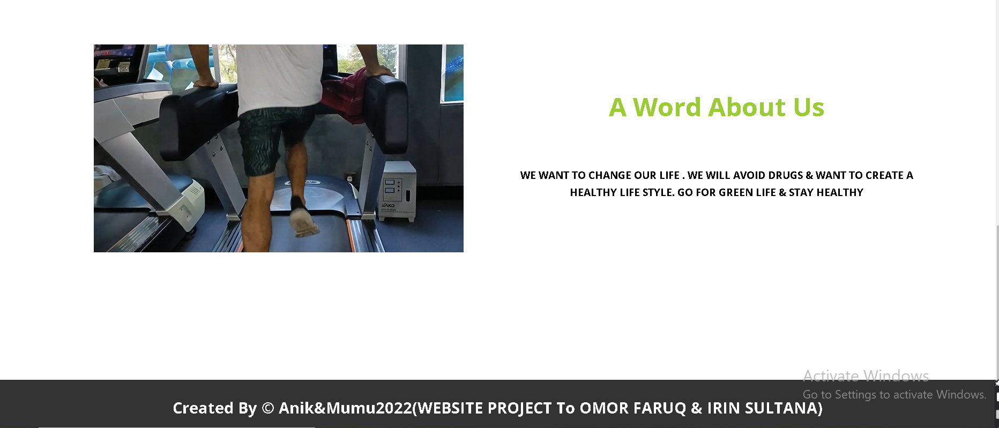 A Word About Us
WE WANT TO CHANGE OUR LIFE . WE WILL AVOID DRUGS & WANT TO CREATE A
HEALTHY LIFE STYLE. GO FOR GREEN LIFE & STAY HEALTHY
SAKO
Activate Windows
Go to Settings to activate Windows.
Created By © Anik&Mumu2022(WEBSITE PROJECT To OMOR FARUQ & IRIN SULTANA)